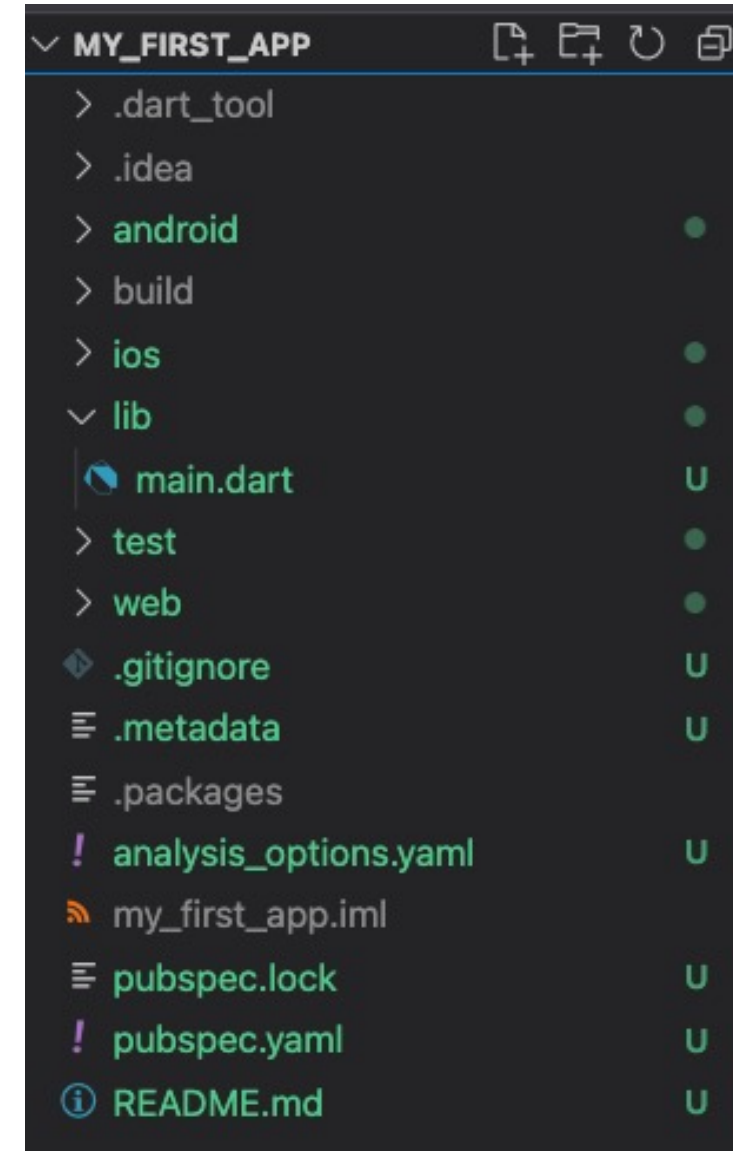 MY_FIRST_APP
.dart_tool
.idea
android
build
ios
lib
main.dart U
test
web
.gitignore U
.metadata U
.packages
analysis_options.yaml U
my_first_app.iml
pubspec.lock U
pubspec.yaml U
README.md U